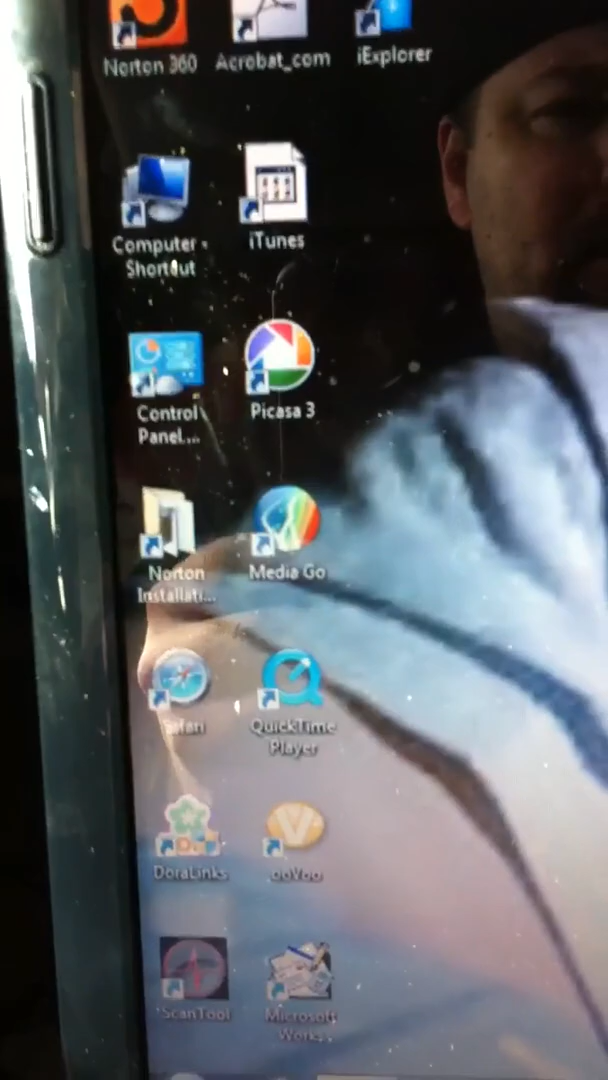 Norton 360
Acrobat_com
iExplorer
Computer -
Shortcut
iTunes
Control
Panel...
Picasa 3
Norton
Installati...
Media Go
Safari
QuickTime
Player
DoraLinks
ooVoo
ScanTool
Microsoft
Works